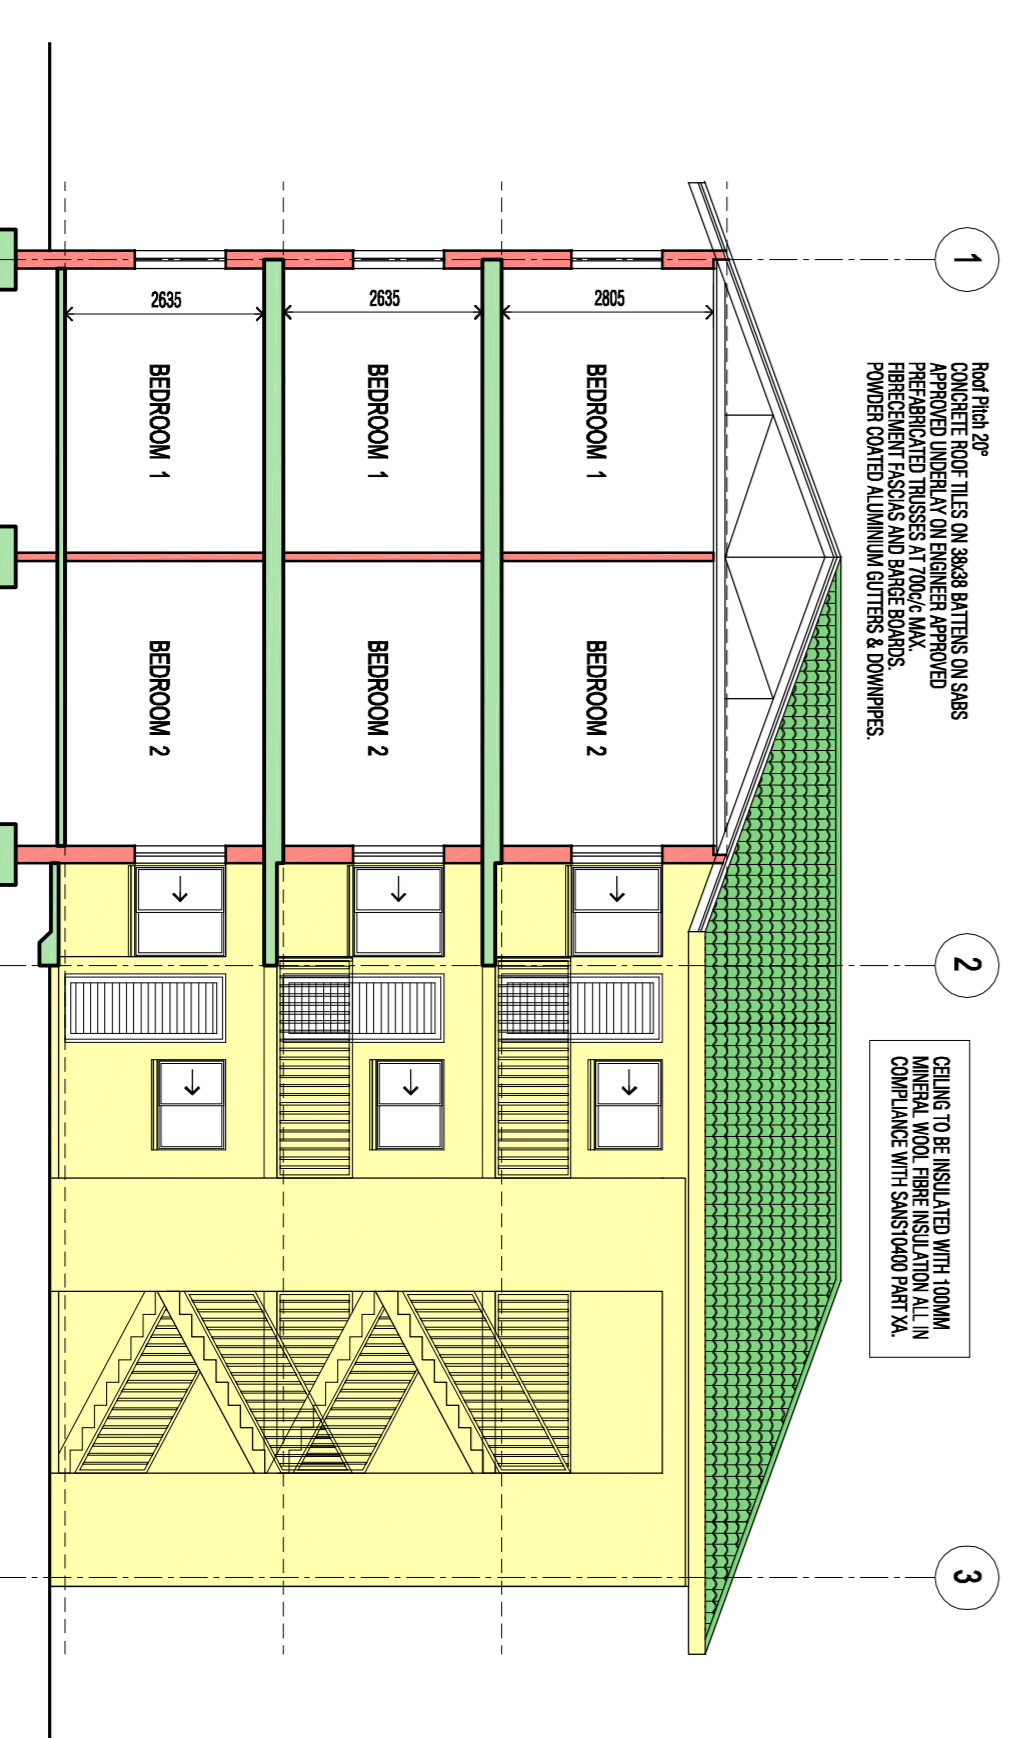 1
2
3
Roof Pitch 20°
CONCRETE ROOF TILES ON 38x38 BATTENS ON SABS
APPROVED UNDERLAY ON ENGINEER APPROVED
PREFABRICATED TRUSSES AT 700c/c MAX.
FIBRECEMENT FASCIAS AND BARGE BOARDS.
POWDER COATED ALUMINIUM GUTTERS & DOWNPIPES.
CEILING TO BE INSULATED WITH 100MM
MINERAL WOOL FIBRE INSULATION ALL IN
COMPLIANCE WITH SANS10400 PART XA.
2805
BEDROOM 1
BEDROOM 2
2635
BEDROOM 1
BEDROOM 2
2635
BEDROOM 1
BEDROOM 2